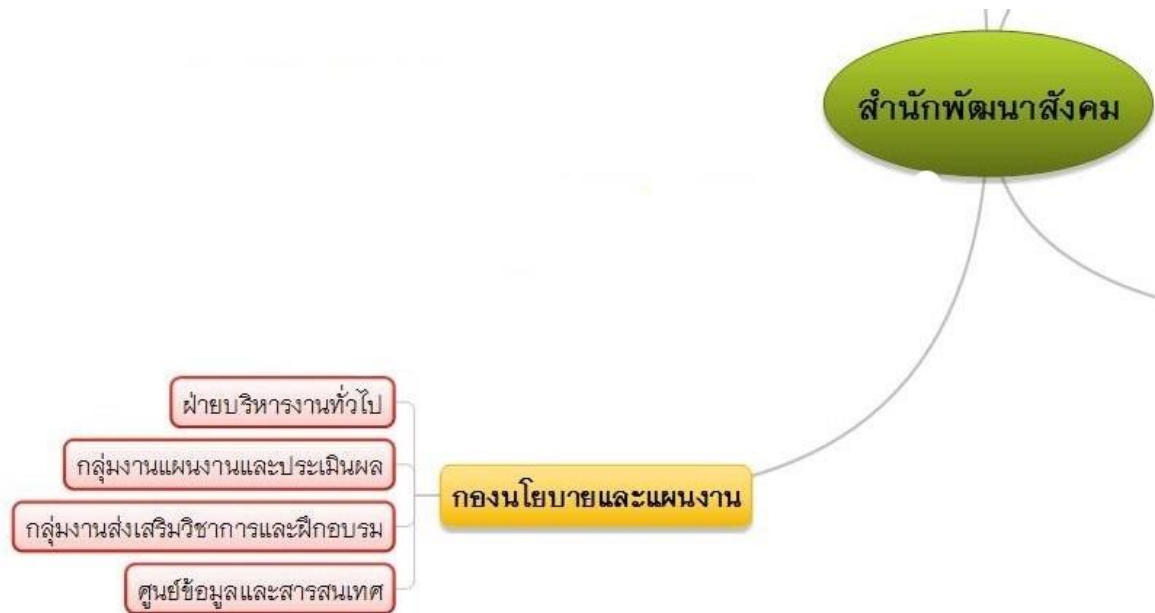 สำนักพัฒนาสังคม
ฝ่ายบริหารงานทั่วไป
กลุ่มงานแผนงานและประเมินผล
กองนโยบายและแผนงาน
กลุ่มงานส่งเสริมวิชาการและฝึกอบรม
ศูนย์ข้อมูลและสารสนเทศ